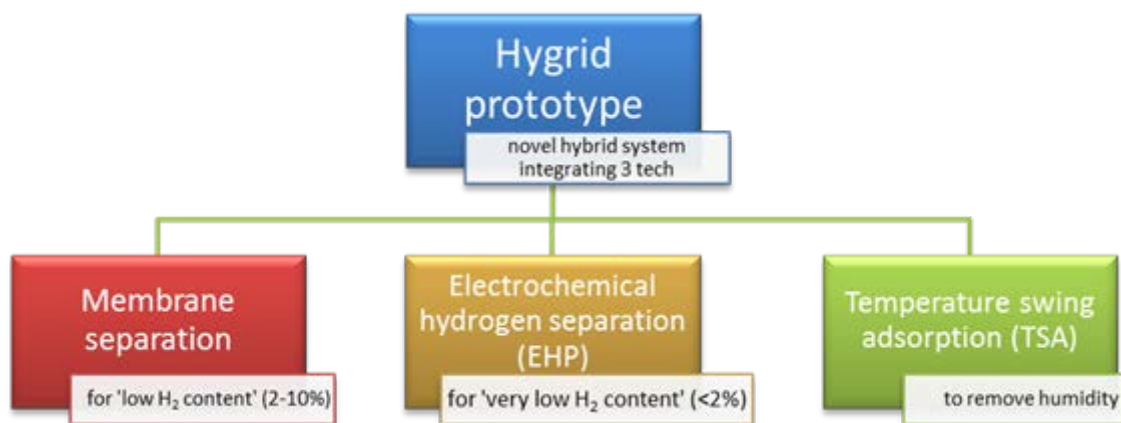 Hygrid
prototype
novel hybrid system
integrating 3 tech
Membrane
separation
for 'low H₂ content' (2-10%)
Electrochemical
hydrogen separation
(EHP)
for 'very low H₂ content' (<2%)
Temperature swing
adsorption (TSA)
to remove humidity